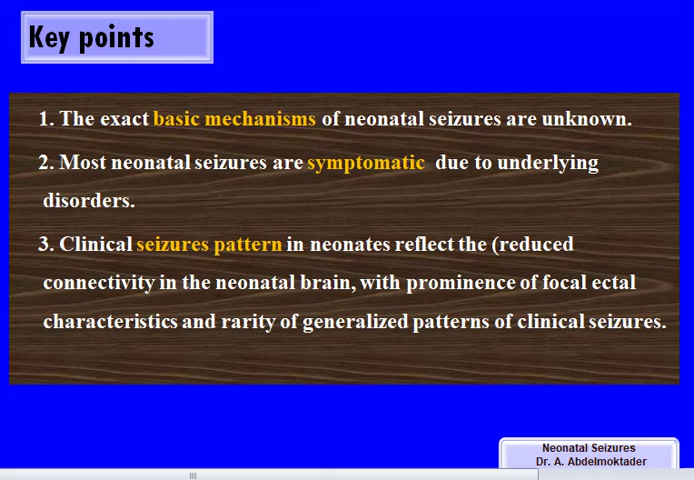 Key points
1. The exact basic mechanisms of neonatal seizures are unknown.
2. Most neonatal seizures are symptomatic due to underlying
disorders.
3. Clinical seizures pattern in neonates reflect the (reduced
connectivity in the neonatal brain, with prominence of focal ectal
characteristics and rarity of generalized patterns of clinical seizures.
Neonatal Seizures
Dr. A. Abdelmoktader